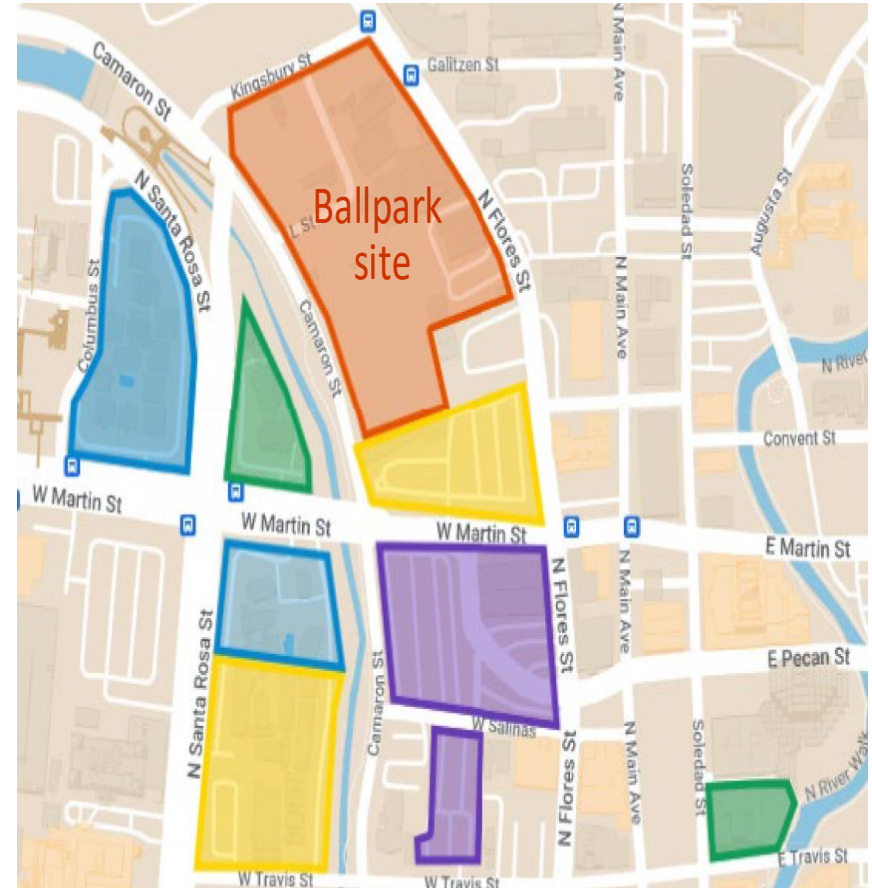 Camaron St
Kingsbury St
Galitzen St
N Main Ave
N Santa Rosa St
L St
Ballpark
site
N Flores St
Soledad St
Augusta St
Columbus St
Camaron St
N Main Ave
N River
Convent St
W Martin St
W Martin St
W Martin St
E Martin St
N Santa Rosa St
Camaron St
N Flores St
N Main Ave
E Pecan St
W Salinas
N Flores St
N Main Ave
Soledad St
N River Walk
E Travis St
W Travis St
W Travis St